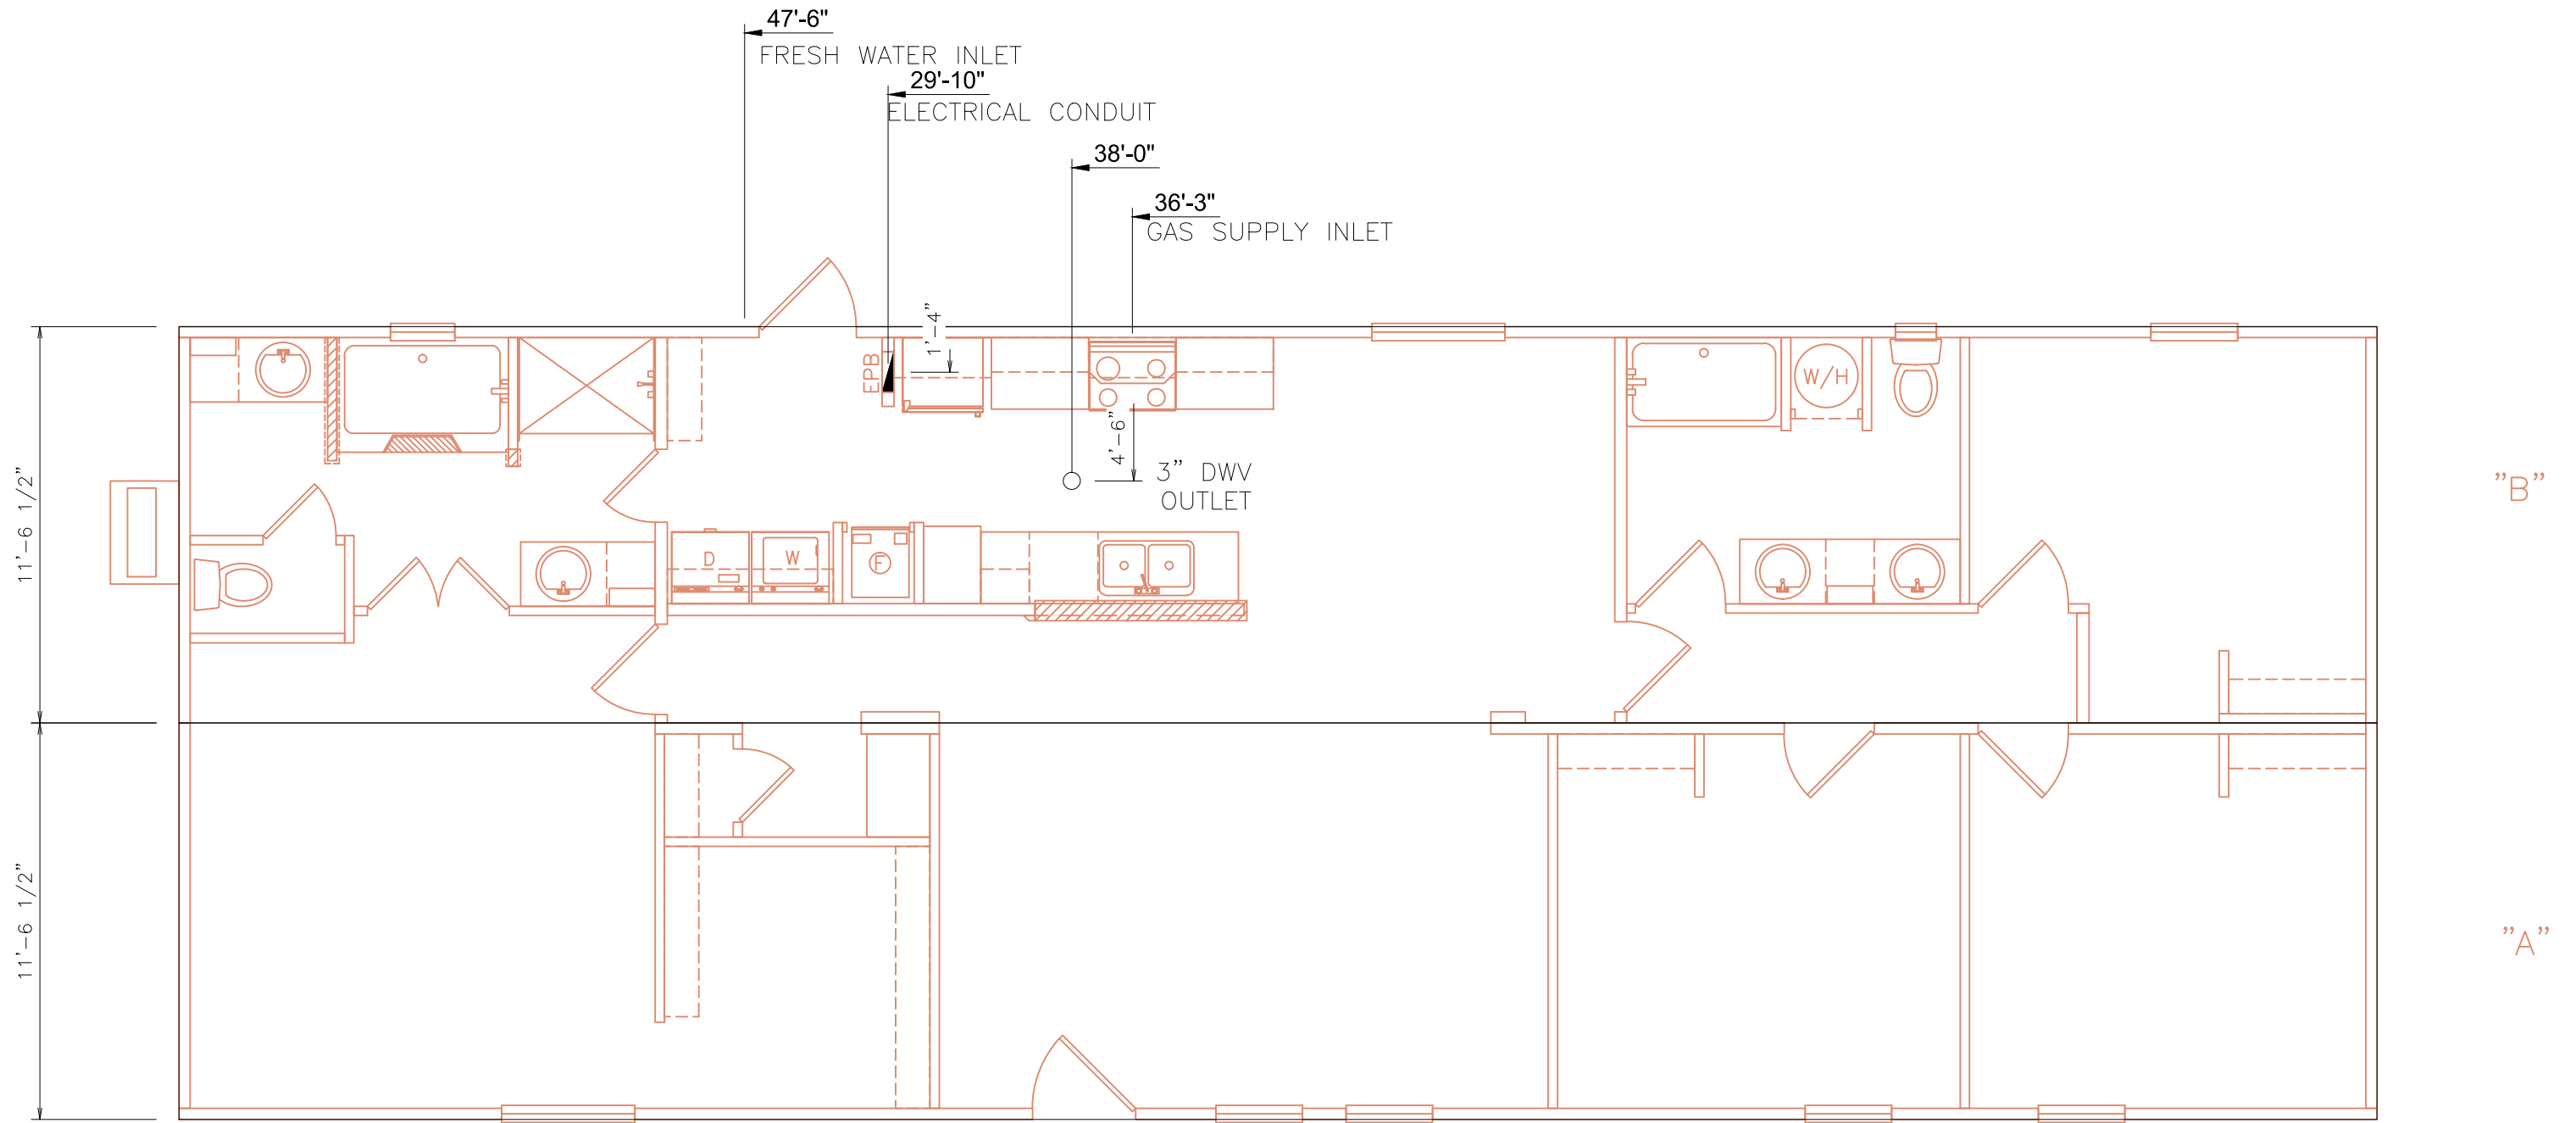 47'-6"
FRESH WATER INLET
29'-10"
ELECTRICAL CONDUIT
38'-0"
36'-3"
GAS SUPPLY INLET
1'-4"
EPB
W/H
4'-6"
3" DWV
OUTLET
11'-6 1/2"
"B"
D
W
F
11'-6 1/2"
"A"